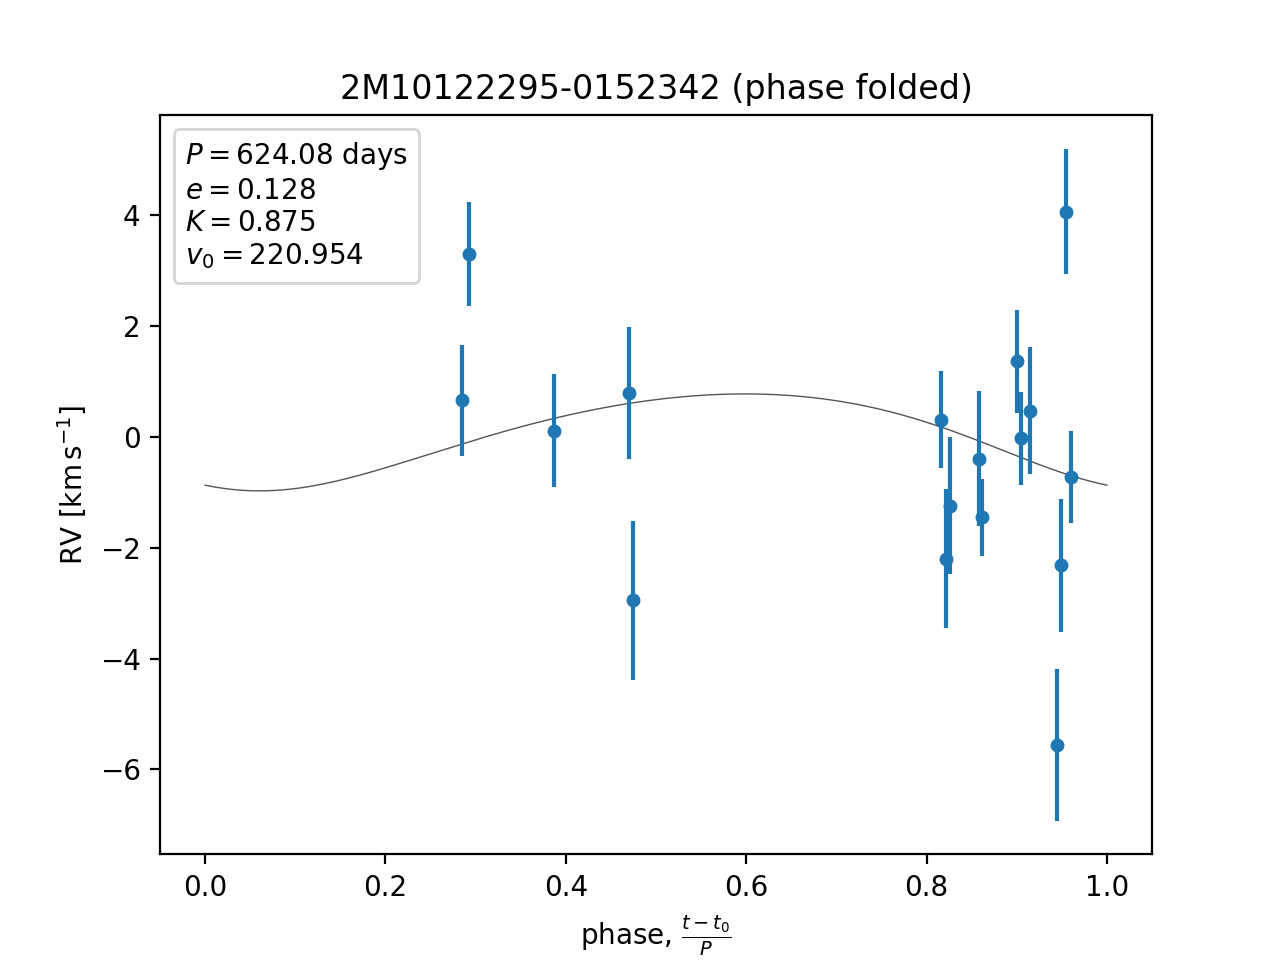 2M10122295-0152342 (phase folded)
P = 624.08 days
e = 0.128
K = 0.875
v₀ = 220.954
4
2
0
−2
−4
−6
RV [km s⁻¹]
0.0 0.2 0.4 0.6 0.8 1.0
phase, (t − t₀)/P